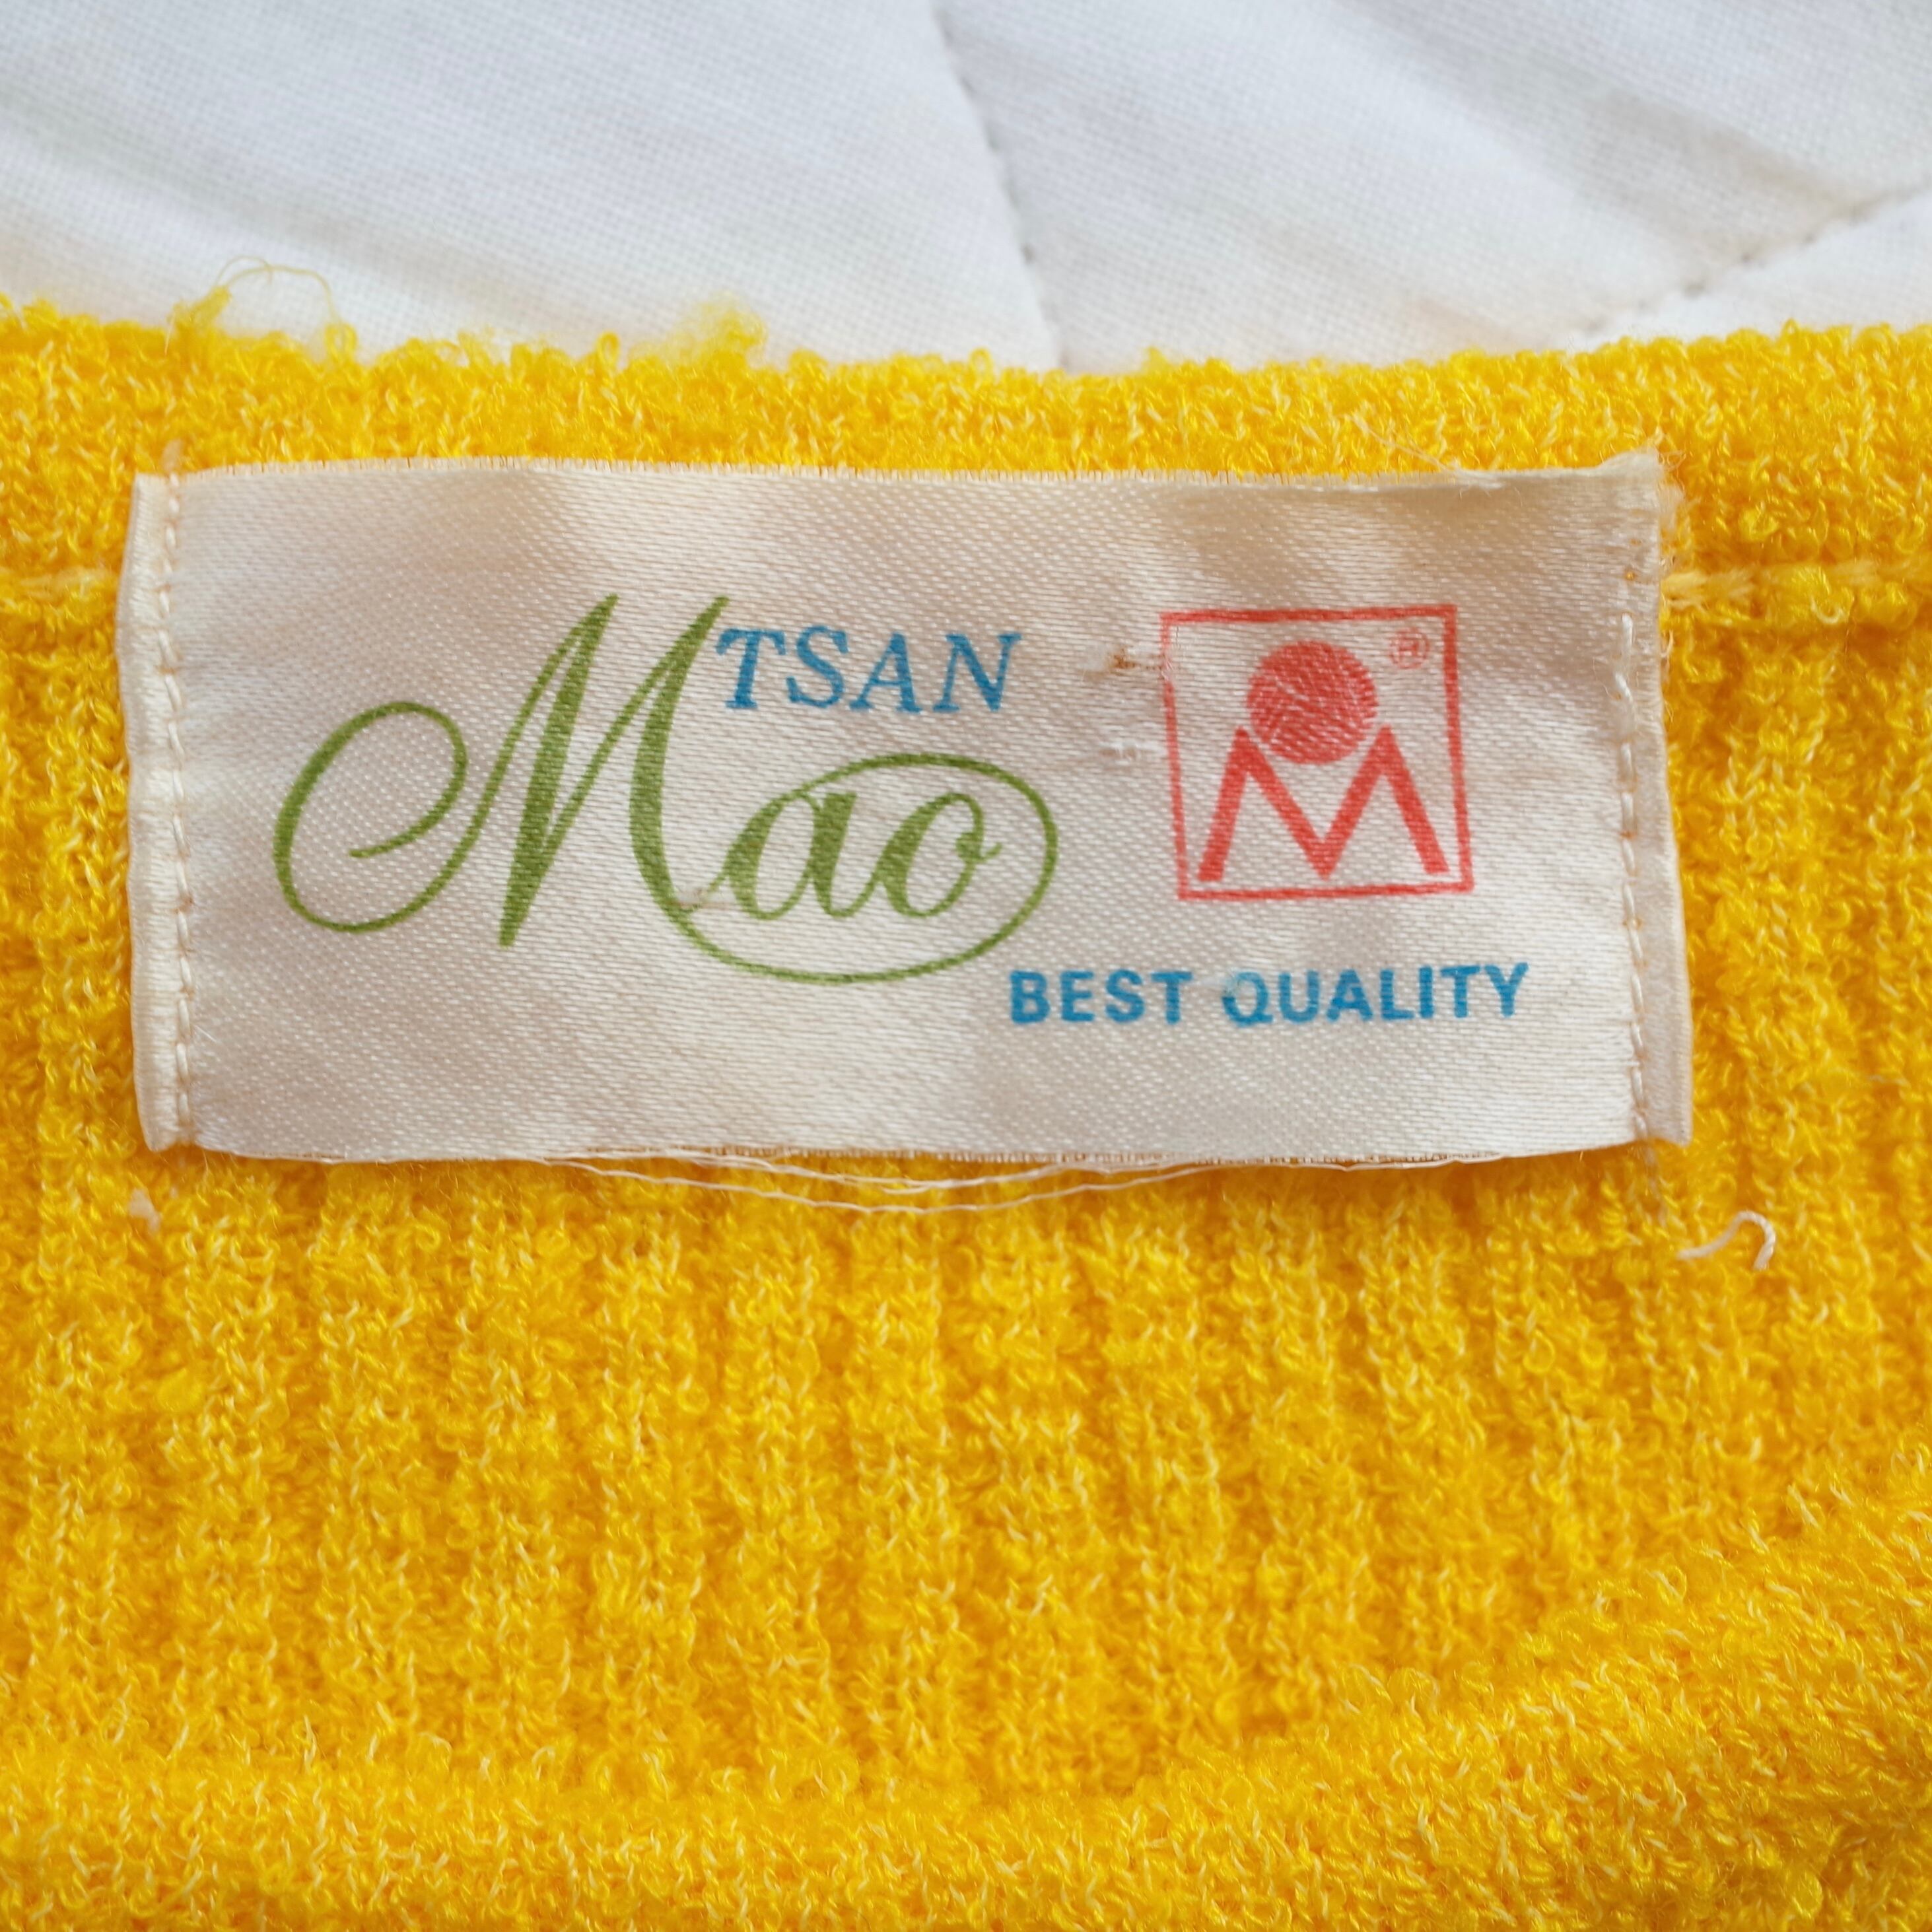 TSAN
Mao
M
®
BEST QUALITY